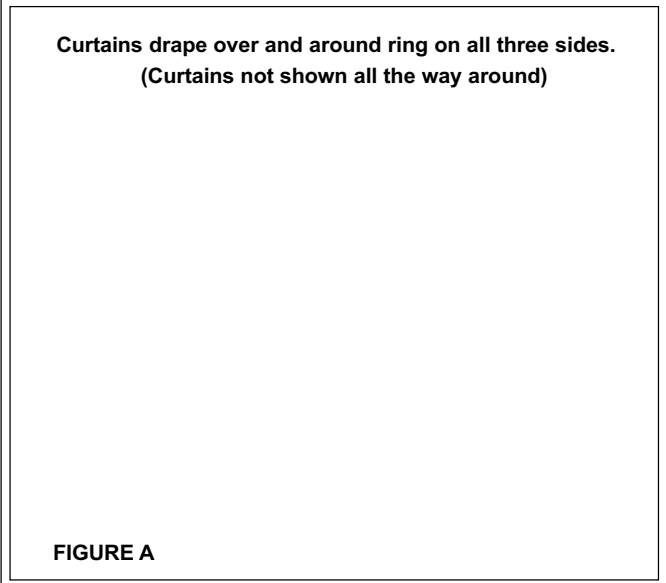 Curtains drape over and around ring on all three sides.
(Curtains not shown all the way around)
FIGURE A